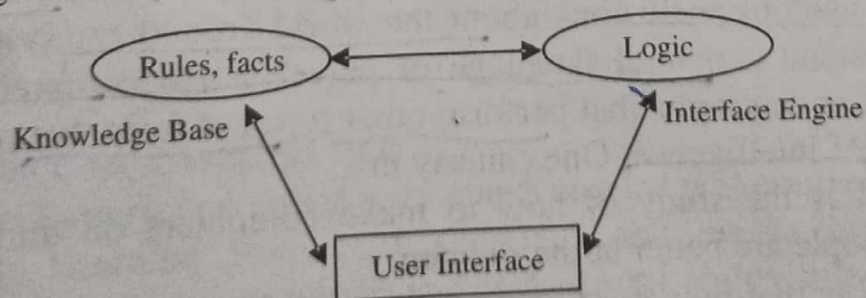 Rules, facts
Logic
Knowledge Base
Interface Engine
User Interface